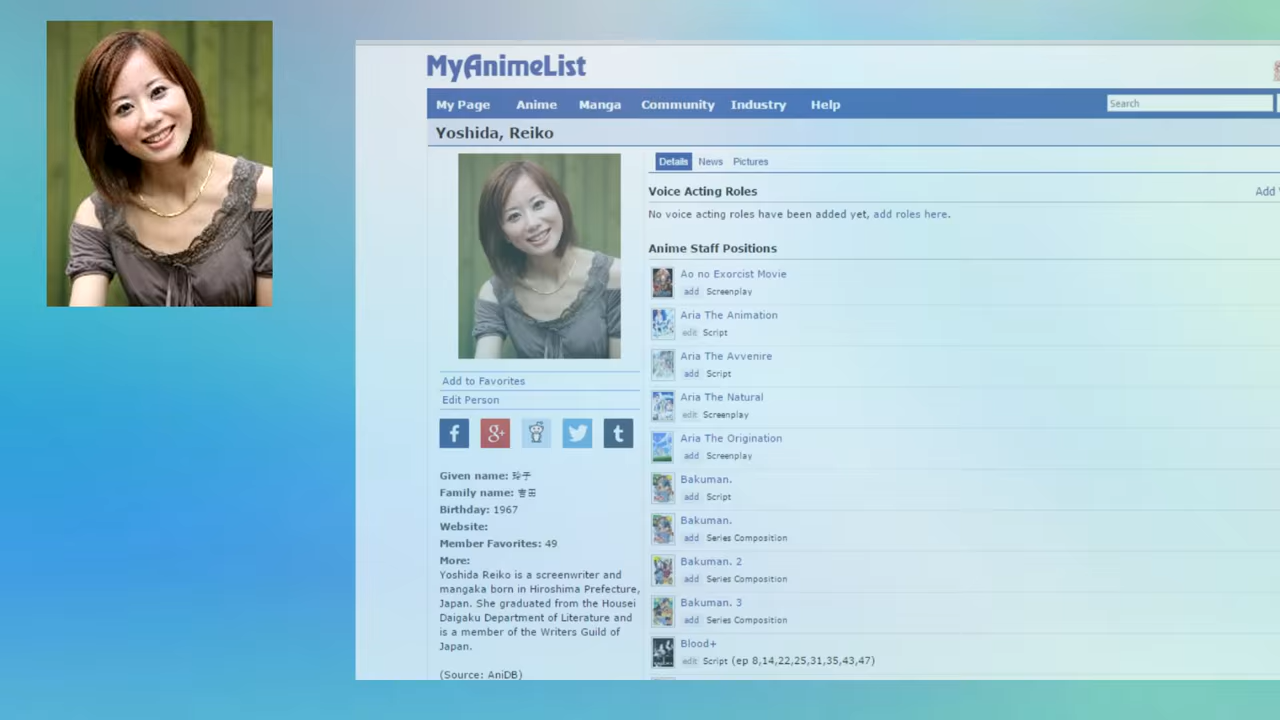 MyAnimeList
My Page Anime Manga Community Industry Help
Search
Yoshida, Reiko
Details News Pictures
Voice Acting Roles
Add
No voice acting roles have been added yet, add roles here.
Anime Staff Positions
Ao no Exorcist Movie
add Screenplay
Aria The Animation
edit Script
Aria The Avvenire
add Script
Aria The Natural
edit Screenplay
Aria The Origination
add Screenplay
Bakuman.
add Script
Bakuman.
add Series Composition
Bakuman. 2
add Series Composition
Bakuman. 3
add Series Composition
Blood+
edit Script (ep 8,14,22,25,31,35,43,47)
Add to Favorites
Edit Person
Given name: 玲子
Family name: 吉田
Birthday: 1967
Website:
Member Favorites: 49
More:
Yoshida Reiko is a screenwriter and
mangaka born in Hiroshima Prefecture,
Japan. She graduated from the Housei
Daigaku Department of Literature and
is a member of the Writers Guild of
Japan.
(Source: AniDB)